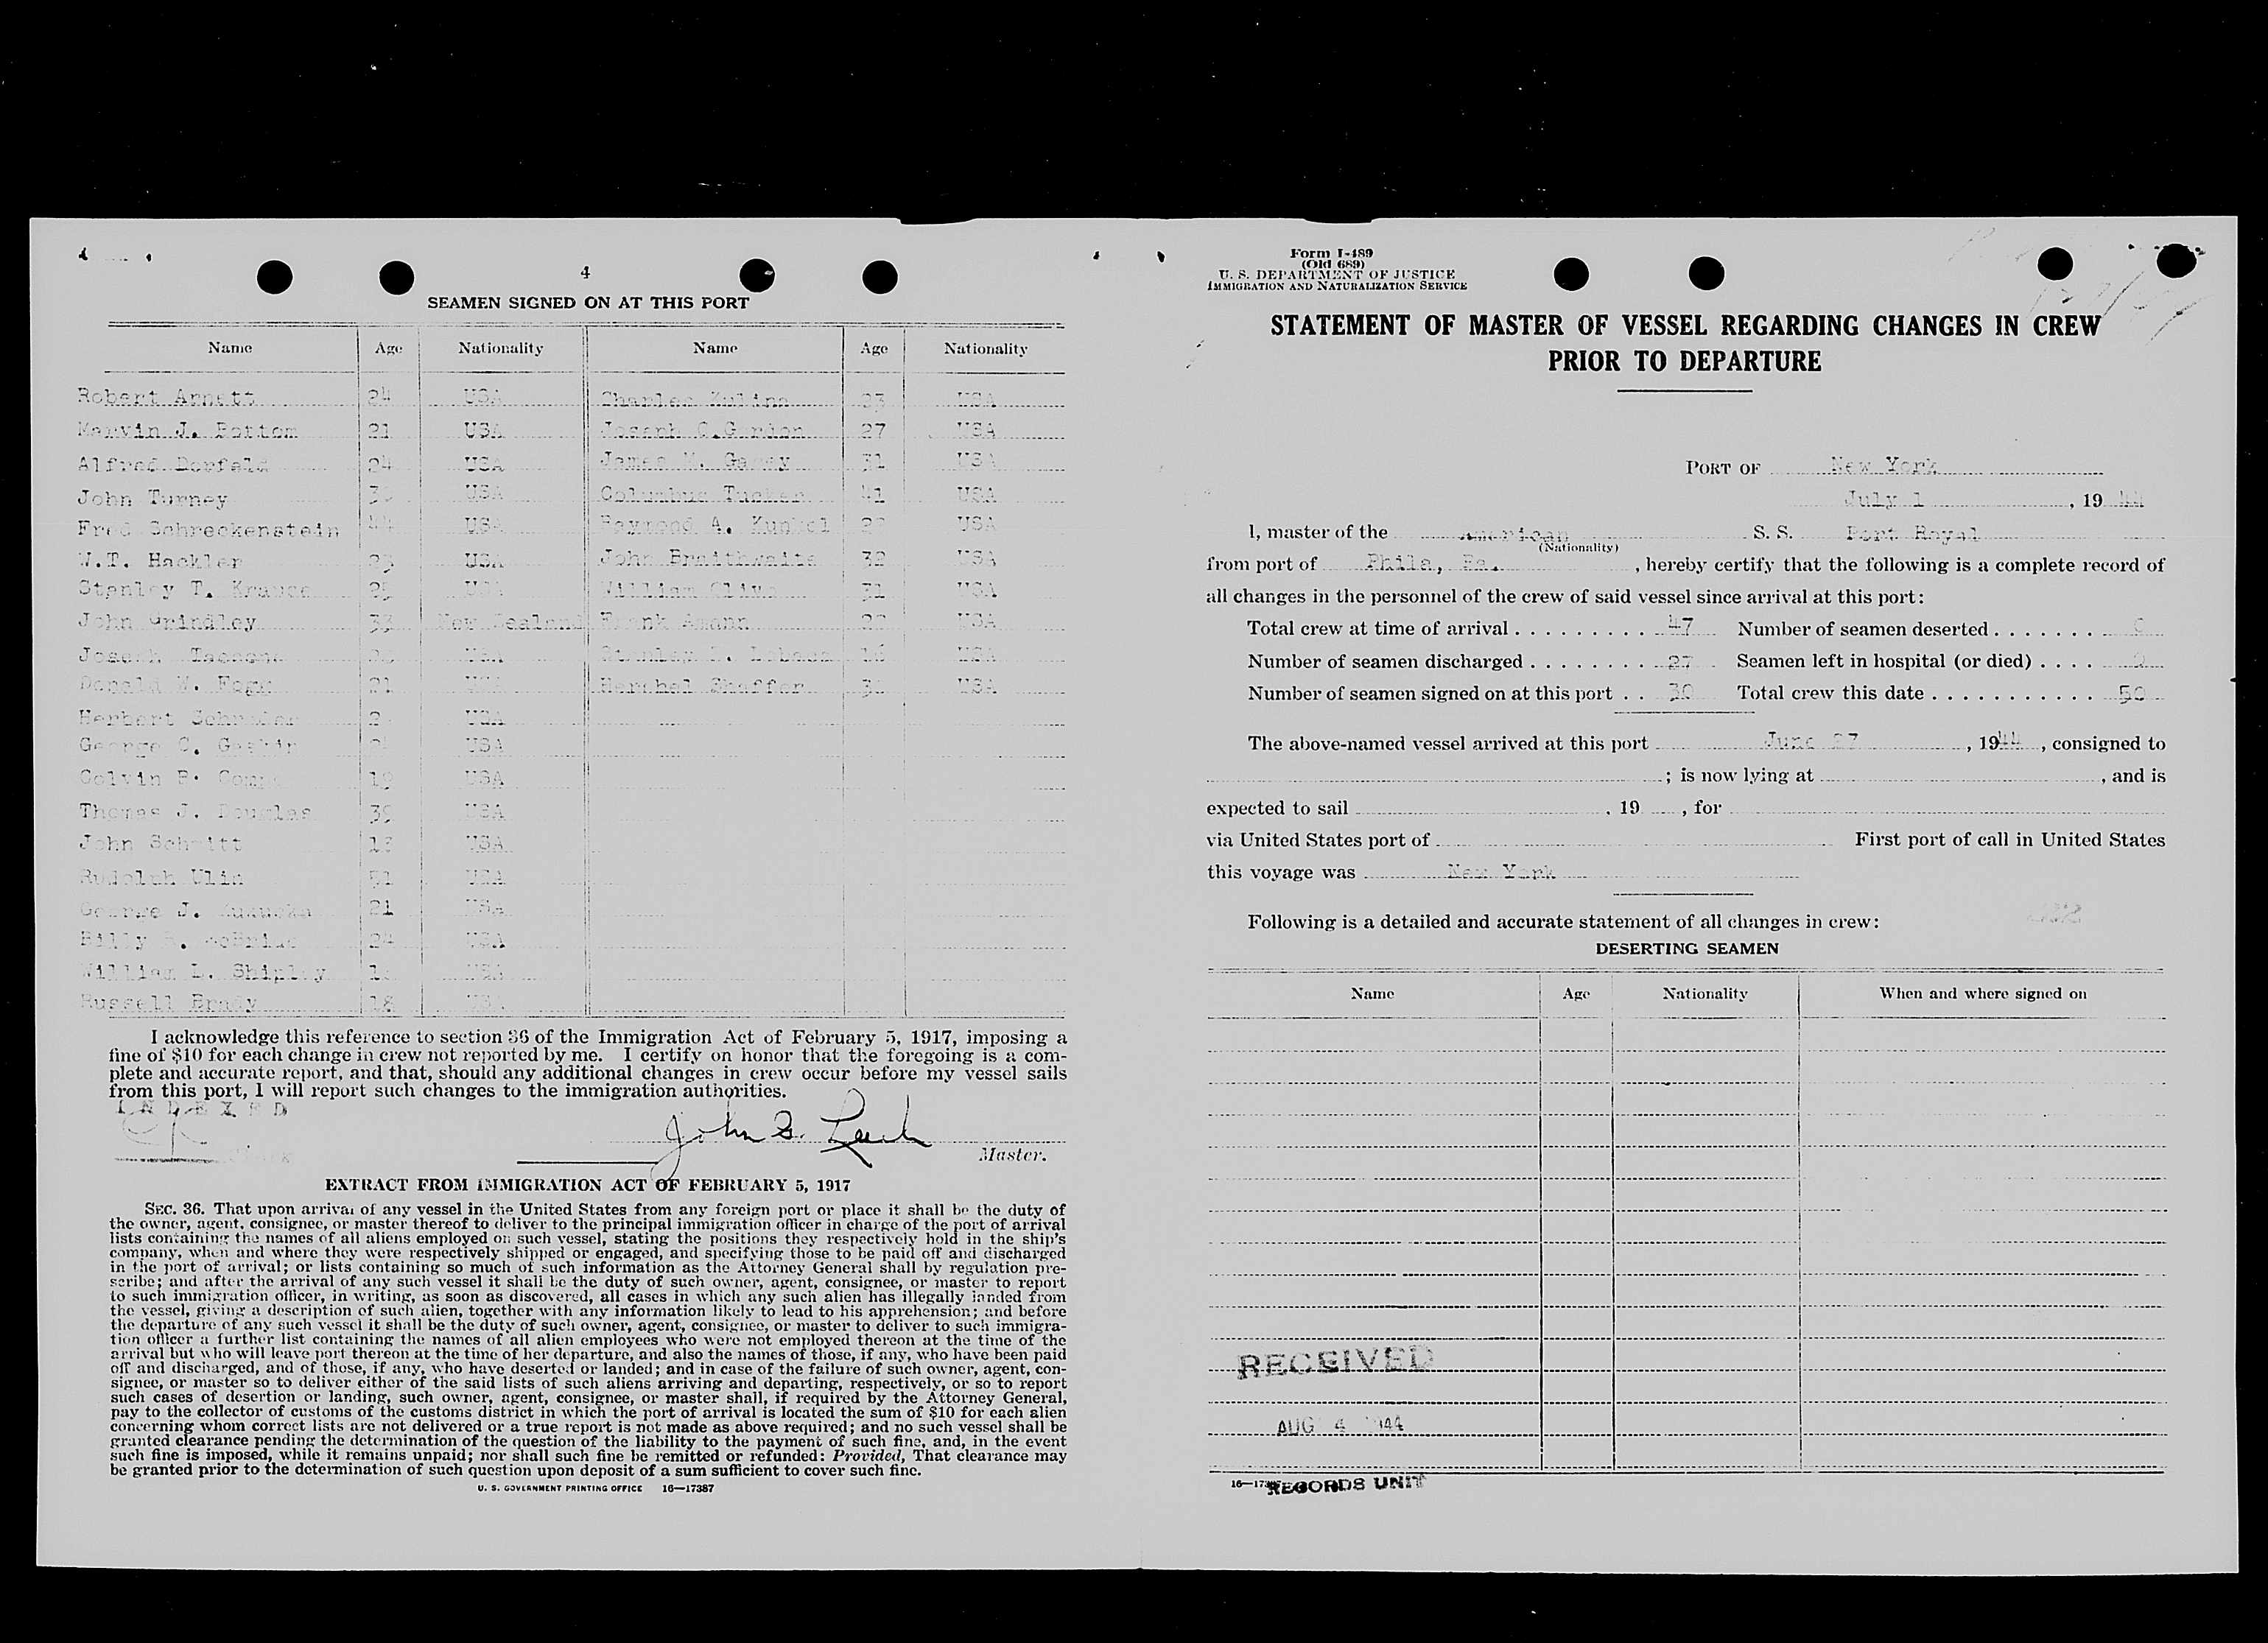 4
SEAMEN SIGNED ON AT THIS PORT
Name Age Nationality Name Age Nationality
Robert Arnett 24 USA Charles
Marvin J. Bottom 21 USA Joseph C. Gordon 27 USA
Alfred Dorfeld 24 USA James M. 31 USA
John Turney USA Columbus Tucker 41 USA
Fred Schreckenstein 44 USA Raymond A. Kunkel USA
W.T. Hackler USA John Braithwaite 32 USA
Stanley T. Krause 25 USA William 31 USA
John Grindley 33 New Zealand Frank USA
Joseph USA Stanley USA
Donald W. 21 USA Herschel Shaffer USA
Herbert USA
George C. USA
19 USA
Thomas J. Douglas 39 USA
John Schmitt USA
Rudolph Ulin USA
George J. 21 USA
Billy 24 USA
William L. Shipley USA
Russell Brady 18 USA
I acknowledge this reference to section 36 of the Immigration Act of February 5, 1917, imposing a
fine of $10 for each change in crew not reported by me. I certify on honor that the foregoing is a com-
plete and accurate report, and that, should any additional changes in crew occur before my vessel sails
from this port, I will report such changes to the immigration authorities.
INDEXED
John
Master.
EXTRACT FROM IMMIGRATION ACT OF FEBRUARY 5, 1917
SEC. 36. That upon arrival of any vessel in the United States from any foreign port or place it shall be the duty of
the owner, agent, consignee, or master thereof to deliver to the principal immigration officer in charge of the port of arrival
lists containing the names of all aliens employed on such vessel, stating the positions they respectively hold in the ship's
company, when and where they were respectively shipped or engaged, and specifying those to be paid off and discharged
in the port of arrival; or lists containing so much of such information as the Attorney General shall by regulation pre-
scribe; and after the arrival of any such vessel it shall be the duty of such owner, agent, consignee, or master to report
to such immigration officer, in writing, as soon as discovered, all cases in which any such alien has illegally landed from
the vessel, giving a description of such alien, together with any information likely to lead to his apprehension; and before
the departure of any such vessel it shall be the duty of such owner, agent, consignee, or master to deliver to such immigra-
tion officer a further list containing the names of all alien employees who were not employed thereon at the time of the
arrival but who will leave port thereon at the time of her departure, and also the names of those, if any, who have been paid
off and discharged, and of those, if any, who have deserted or landed; and in case of the failure of such owner, agent, con-
signee, or master so to deliver either of the said lists of such aliens arriving and departing, respectively, or so to report
such cases of desertion or landing, such owner, agent, consignee, or master shall, if required by the Attorney General,
pay to the collector of customs of the customs district in which the port of arrival is located the sum of $10 for each alien
concerning whom correct lists are not delivered or a true report is not made as above required; and no such vessel shall be
granted clearance pending the determination of the question of the liability to the payment of such fine, and, in the event
such fine is imposed, while it remains unpaid; nor shall such fine be remitted or refunded: Provided, That clearance may
be granted prior to the determination of such question upon deposit of a sum sufficient to cover such fine.
U. S. GOVERNMENT PRINTING OFFICE 16—17387
Form I-489
(Old 689)
U. S. DEPARTMENT OF JUSTICE
IMMIGRATION AND NATURALIZATION SERVICE
STATEMENT OF MASTER OF VESSEL REGARDING CHANGES IN CREW
PRIOR TO DEPARTURE
PORT OF New York
July 1, 1944
I, master of the American S. S. Port Royal
(Nationality)
from port of Phila, Pa., hereby certify that the following is a complete record of
all changes in the personnel of the crew of said vessel since arrival at this port:
Total crew at time of arrival 47 Number of seamen deserted 0
Number of seamen discharged 27 Seamen left in hospital (or died) 0
Number of seamen signed on at this port 30 Total crew this date 50
The above-named vessel arrived at this port June 27, 1944, consigned to
; is now lying at , and is
expected to sail , 19 , for
via United States port of First port of call in United States
this voyage was New York
Following is a detailed and accurate statement of all changes in crew:
DESERTING SEAMEN
Name Age Nationality When and where signed on
RECEIVED
AUG 4 1944
RECORDS UNIT